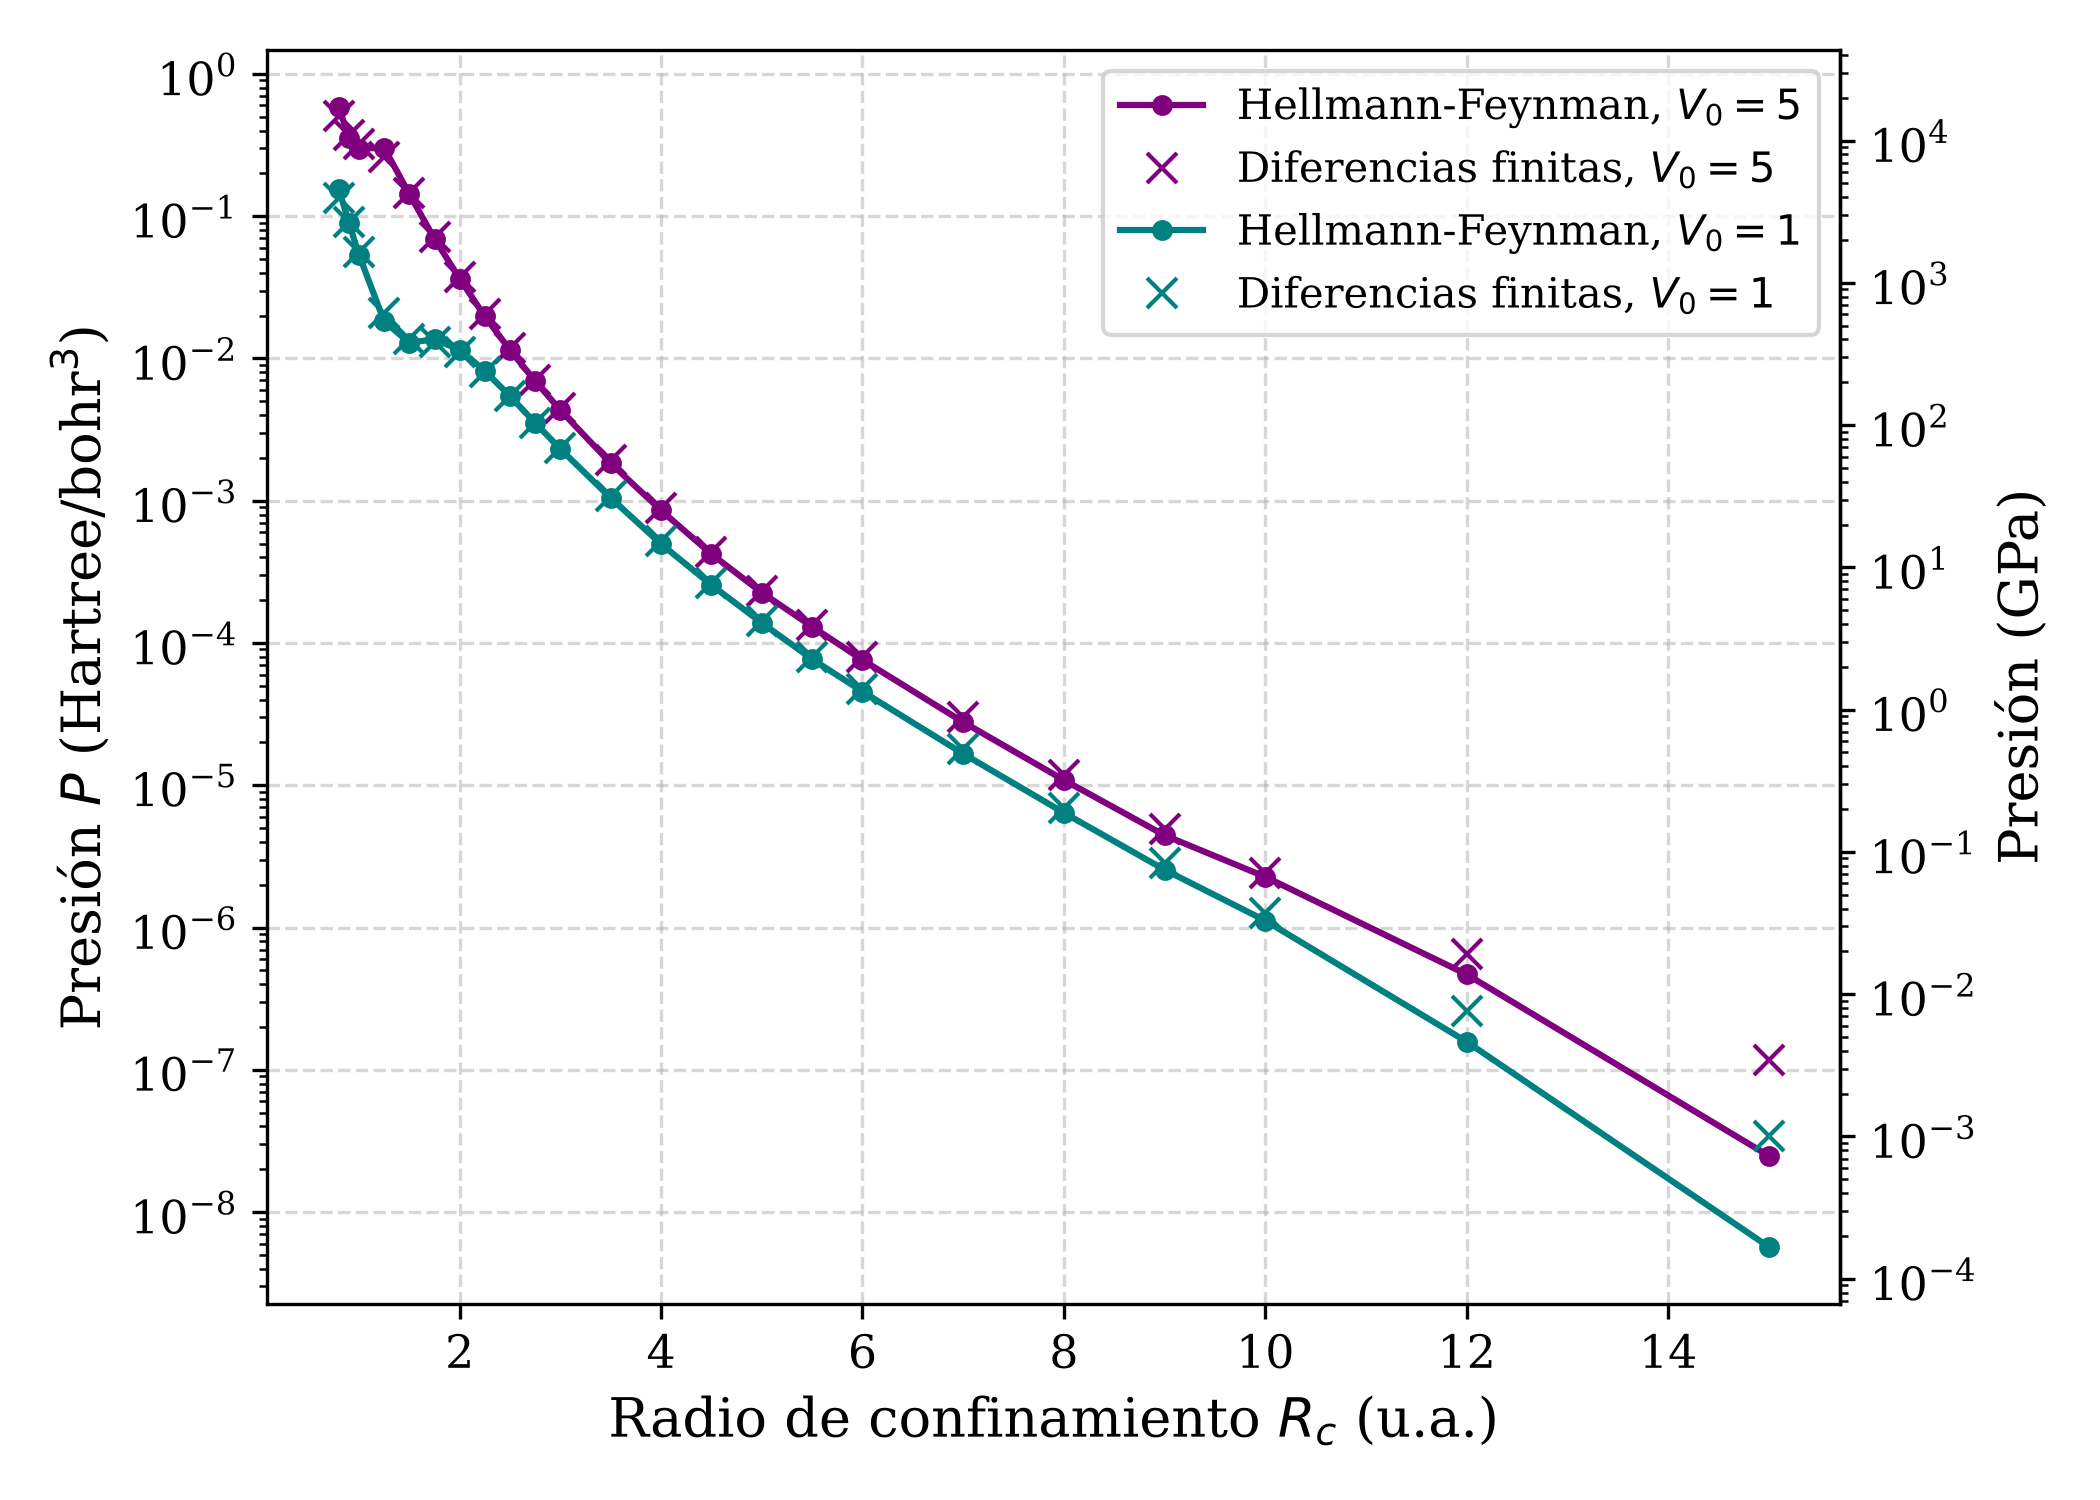 Hellmann-Feynman, V₀ = 5
Diferencias finitas, V₀ = 5
Hellmann-Feynman, V₀ = 1
Diferencias finitas, V₀ = 1
Presión P (Hartree/bohr³)
10⁰
10⁻¹
10⁻²
10⁻³
10⁻⁴
10⁻⁵
10⁻⁶
10⁻⁷
10⁻⁸
10⁴
10³
10²
10¹
10⁰
10⁻¹
10⁻²
10⁻³
10⁻⁴
Presión (GPa)
2 4 6 8 10 12 14
Radio de confinamiento R_c (u.a.)